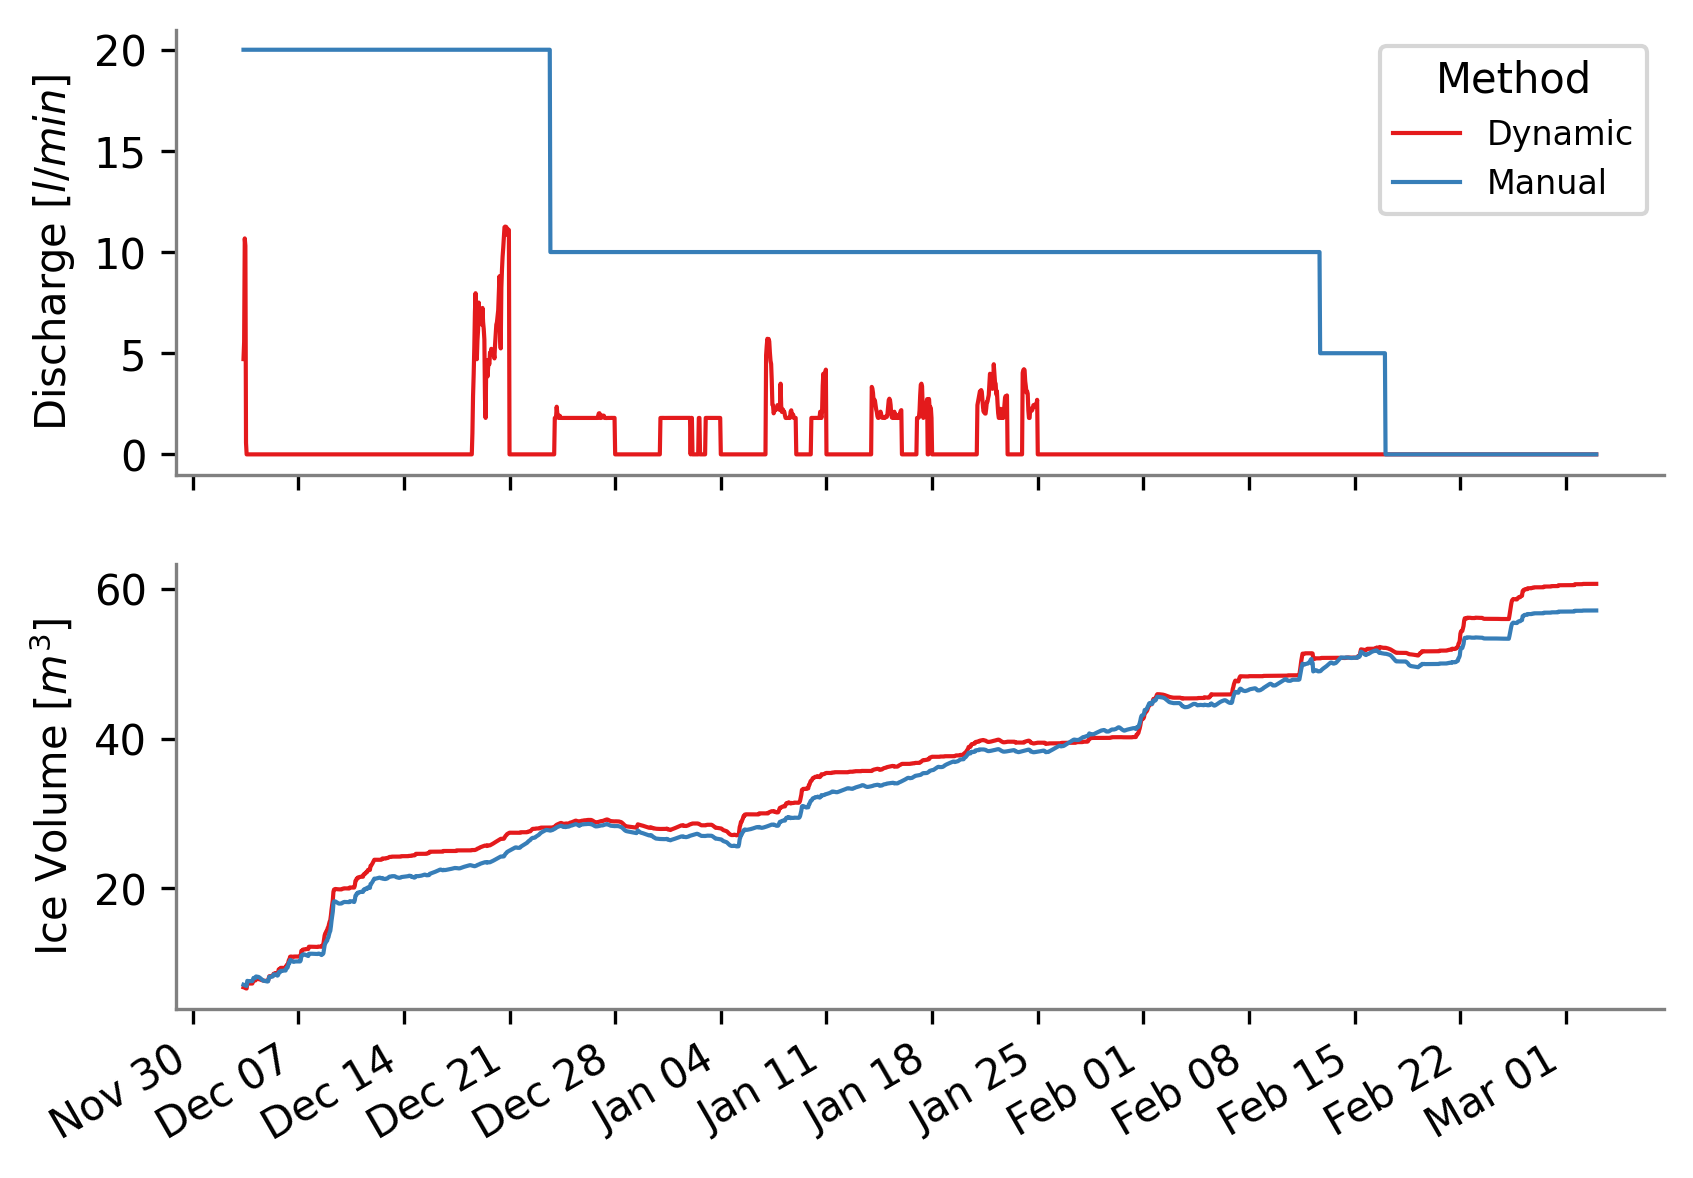 Discharge [l/min]
20
15
10
5
0
Method
Dynamic
Manual
Ice Volume [m³]
60
40
20
Nov 30
Dec 07
Dec 14
Dec 21
Dec 28
Jan 04
Jan 11
Jan 18
Jan 25
Feb 01
Feb 08
Feb 15
Feb 22
Mar 01